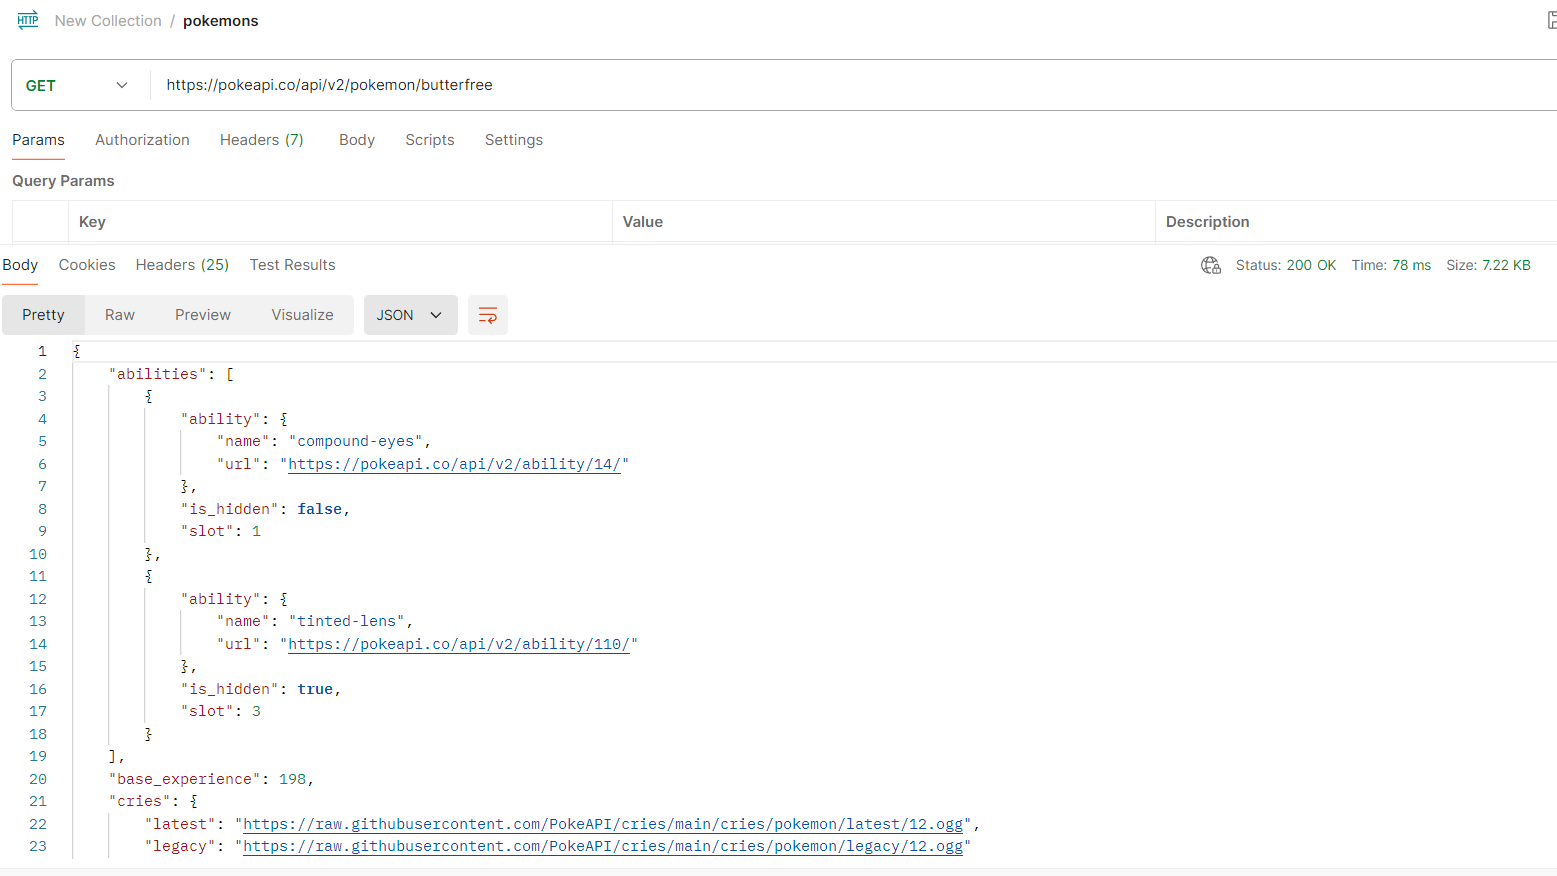 HTTP New Collection / pokemons
GET https://pokeapi.co/api/v2/pokemon/butterfree
Params Authorization Headers (7) Body Scripts Settings
Query Params
Key Value Description
Body Cookies Headers (25) Test Results Status: 200 OK Time: 78 ms Size: 7.22 KB
Pretty Raw Preview Visualize JSON
1 {
2 "abilities": [
3 {
4 "ability": {
5 "name": "compound-eyes",
6 "url": "https://pokeapi.co/api/v2/ability/14/"
7 },
8 "is_hidden": false,
9 "slot": 1
10 },
11 {
12 "ability": {
13 "name": "tinted-lens",
14 "url": "https://pokeapi.co/api/v2/ability/110/"
15 },
16 "is_hidden": true,
17 "slot": 3
18 }
19 ],
20 "base_experience": 198,
21 "cries": {
22 "latest": "https://raw.githubusercontent.com/PokeAPI/cries/main/cries/pokemon/latest/12.ogg",
23 "legacy": "https://raw.githubusercontent.com/PokeAPI/cries/main/cries/pokemon/legacy/12.ogg"